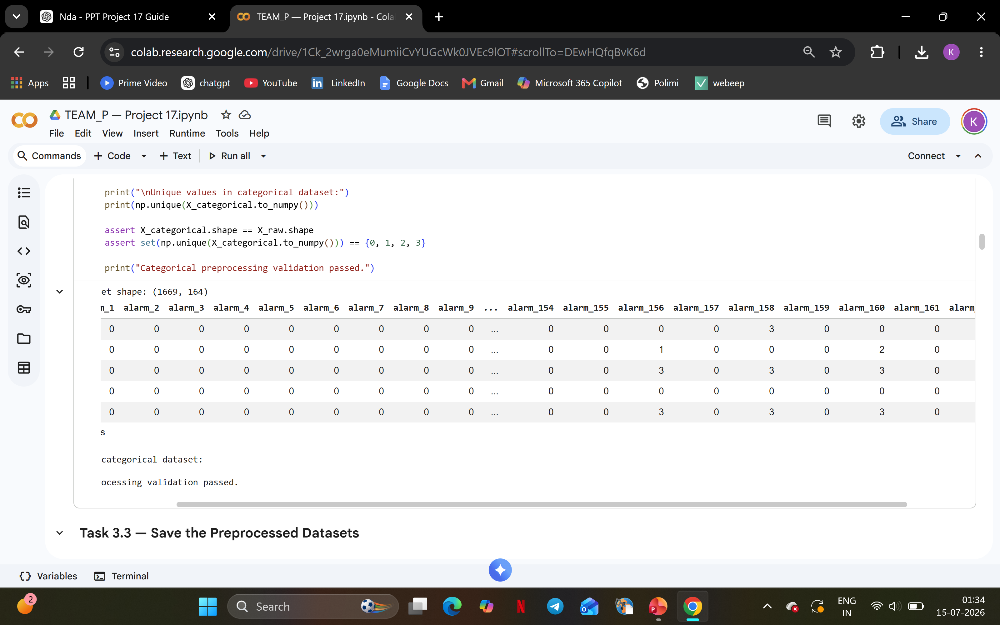 Nda - PPT Project 17 Guide
TEAM_P — Project 17.ipynb - Cola
colab.research.google.com/drive/1Ck_2wrga0eMumiiCvYUGcWk0JVEc9lOT#scrollTo=DEwHQfqBvK6d
K
Apps
Prime Video
chatgpt
YouTube
LinkedIn
Google Docs
Gmail
Microsoft 365 Copilot
Polimi
webeep
TEAM_P — Project 17.ipynb
File Edit View Insert Runtime Tools Help
Share
K
Commands + Code + Text Run all
Connect
print("\nUnique values in categorical dataset:")
print(np.unique(X_categorical.to_numpy()))
assert X_categorical.shape == X_raw.shape
assert set(np.unique(X_categorical.to_numpy())) == {0, 1, 2, 3}
print("Categorical preprocessing validation passed.")
et shape: (1669, 164)
m_1 alarm_2 alarm_3 alarm_4 alarm_5 alarm_6 alarm_7 alarm_8 alarm_9 ... alarm_154 alarm_155 alarm_156 alarm_157 alarm_158 alarm_159 alarm_160 alarm_161 alarm_
0 0 0 0 0 0 0 0 0 ... 0 0 0 0 3 0 0 0
0 0 0 0 0 0 0 0 0 ... 0 0 1 0 0 0 2 0
0 0 0 0 0 0 0 0 0 ... 0 0 3 0 3 0 3 0
0 0 0 0 0 0 0 0 0 ... 0 0 0 0 0 0 0 0
0 0 0 0 0 0 0 0 0 ... 0 0 3 0 3 0 3 0
s
categorical dataset:
ocessing validation passed.
Task 3.3 — Save the Preprocessed Datasets
{} Variables
Terminal
2
Search
ENG
IN
01:34
15-07-2026